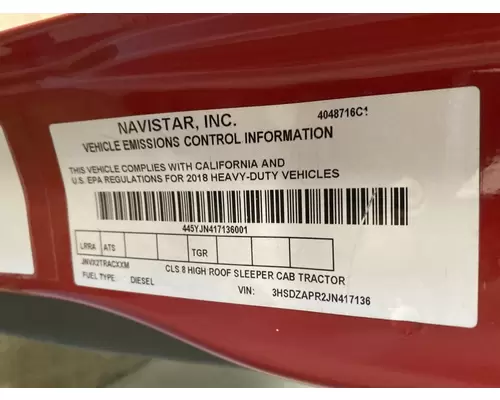 NAVISTAR, INC.
4048716C1
VEHICLE EMISSIONS CONTROL INFORMATION
THIS VEHICLE COMPLIES WITH CALIFORNIA AND
U.S. EPA REGULATIONS FOR 2018 HEAVY-DUTY VEHICLES
445YJN417136001
LRRA ATS TGR
JNVX2TRACXXM CLS 8 HIGH ROOF SLEEPER CAB TRACTOR
FUEL TYPE: DIESEL VIN: 3HSDZAPR2JN417136